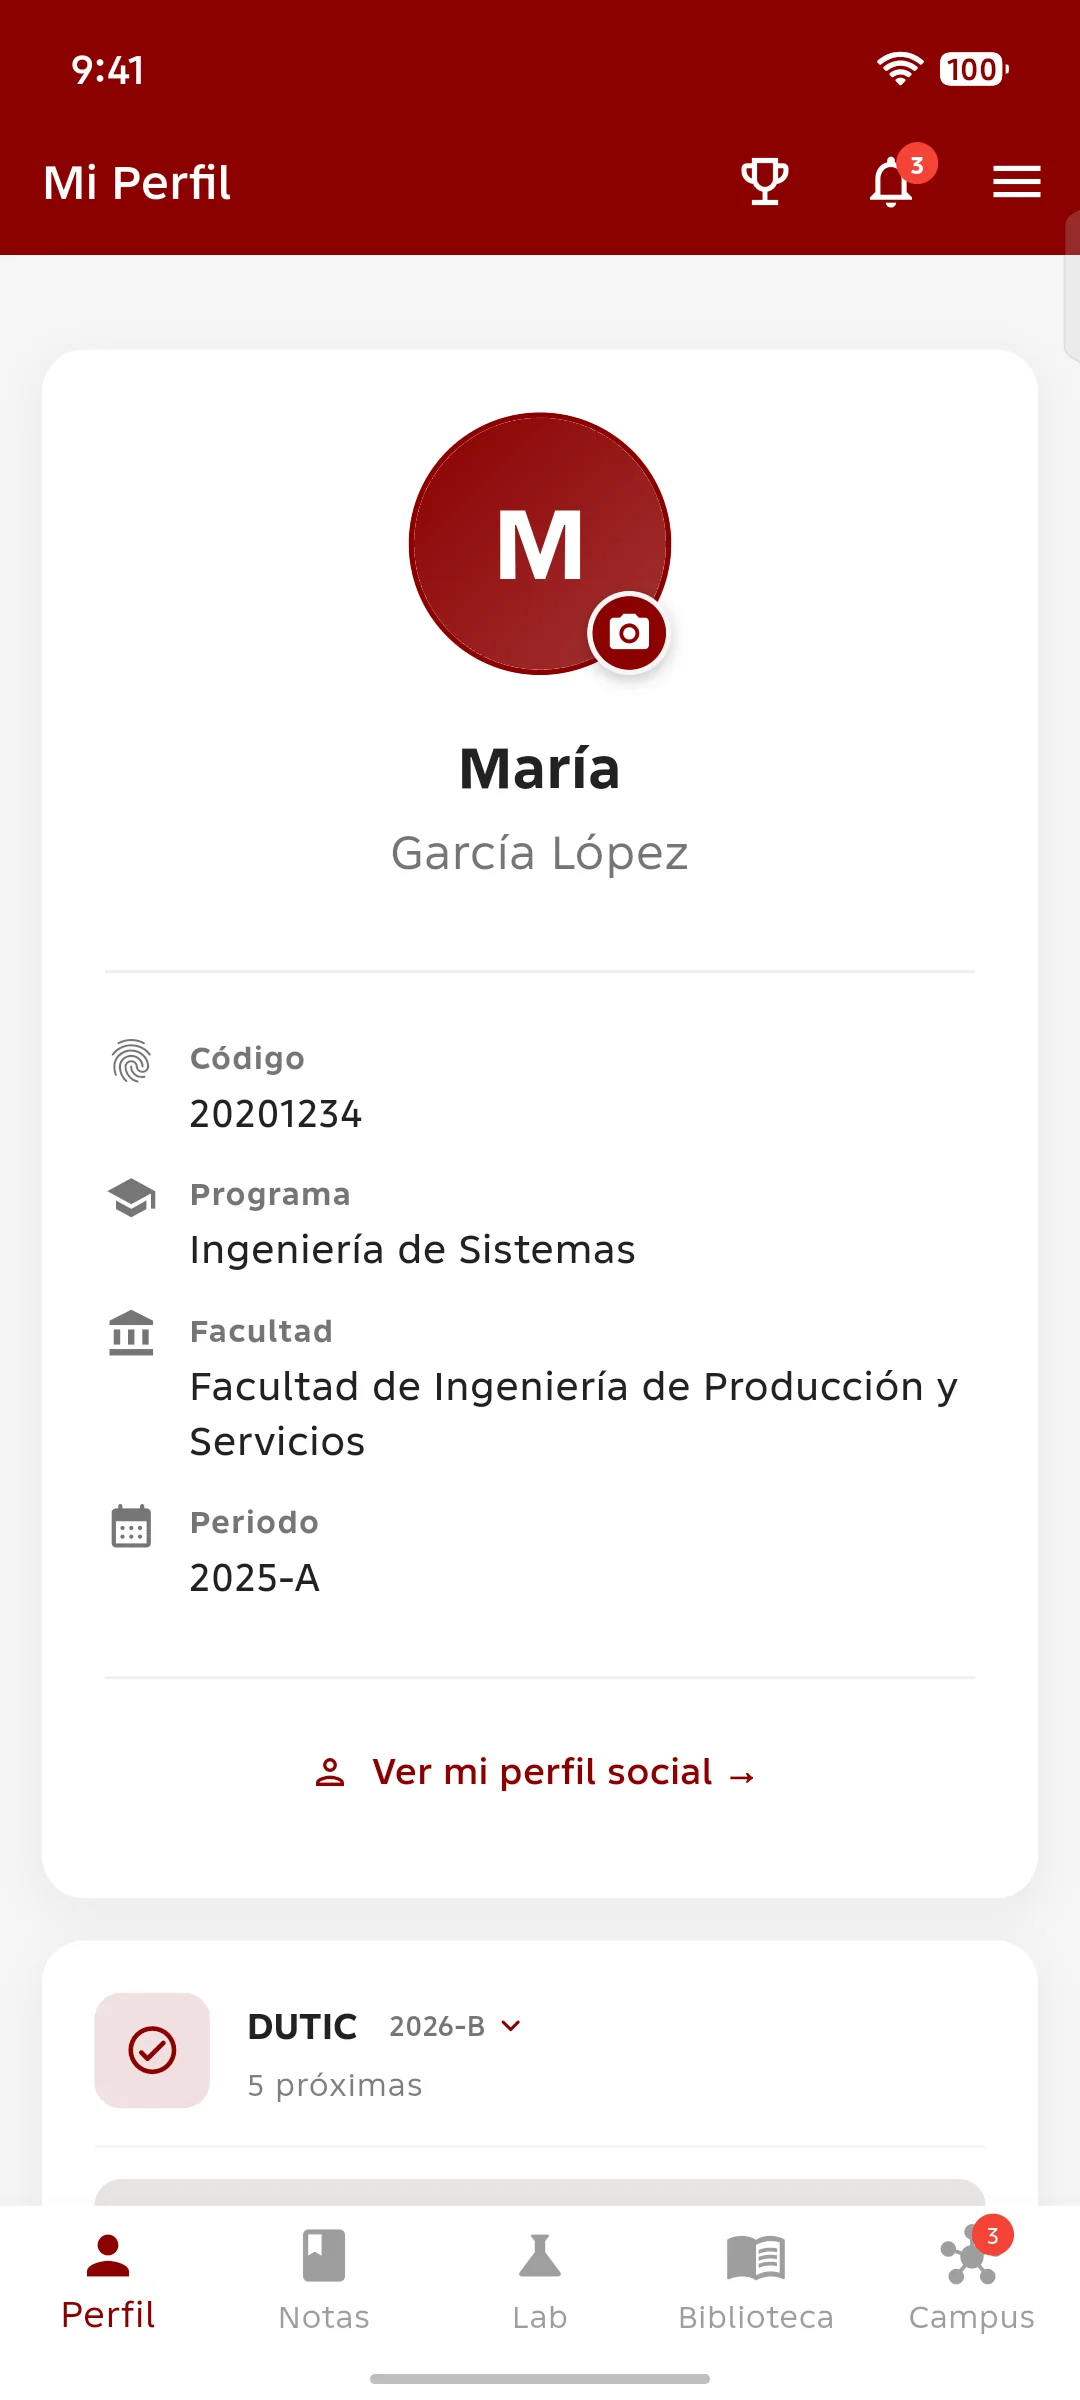 9:41
100
Mi Perfil
3
M
María
García López
Código
20201234
Programa
Ingeniería de Sistemas
Facultad
Facultad de Ingeniería de Producción y
Servicios
Periodo
2025-A
Ver mi perfil social →
DUTIC 2026-B
5 próximas
3
Perfil
Notas
Lab
Biblioteca
Campus